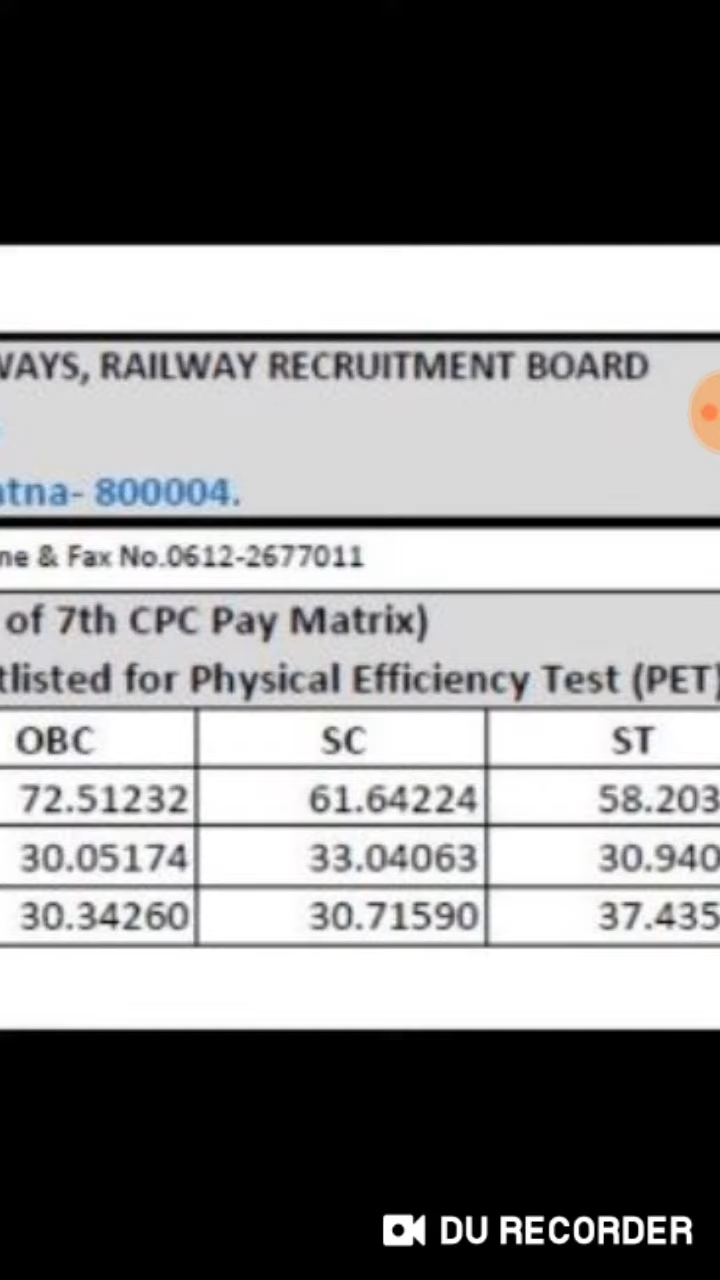 WAYS, RAILWAY RECRUITMENT BOARD
atna- 800004.
ne & Fax No.0612-2677011
of 7th CPC Pay Matrix)
tlisted for Physical Efficiency Test (PET)
OBC SC ST
72.51232 61.64224 58.203
30.05174 33.04063 30.940
30.34260 30.71590 37.435
DU RECORDER